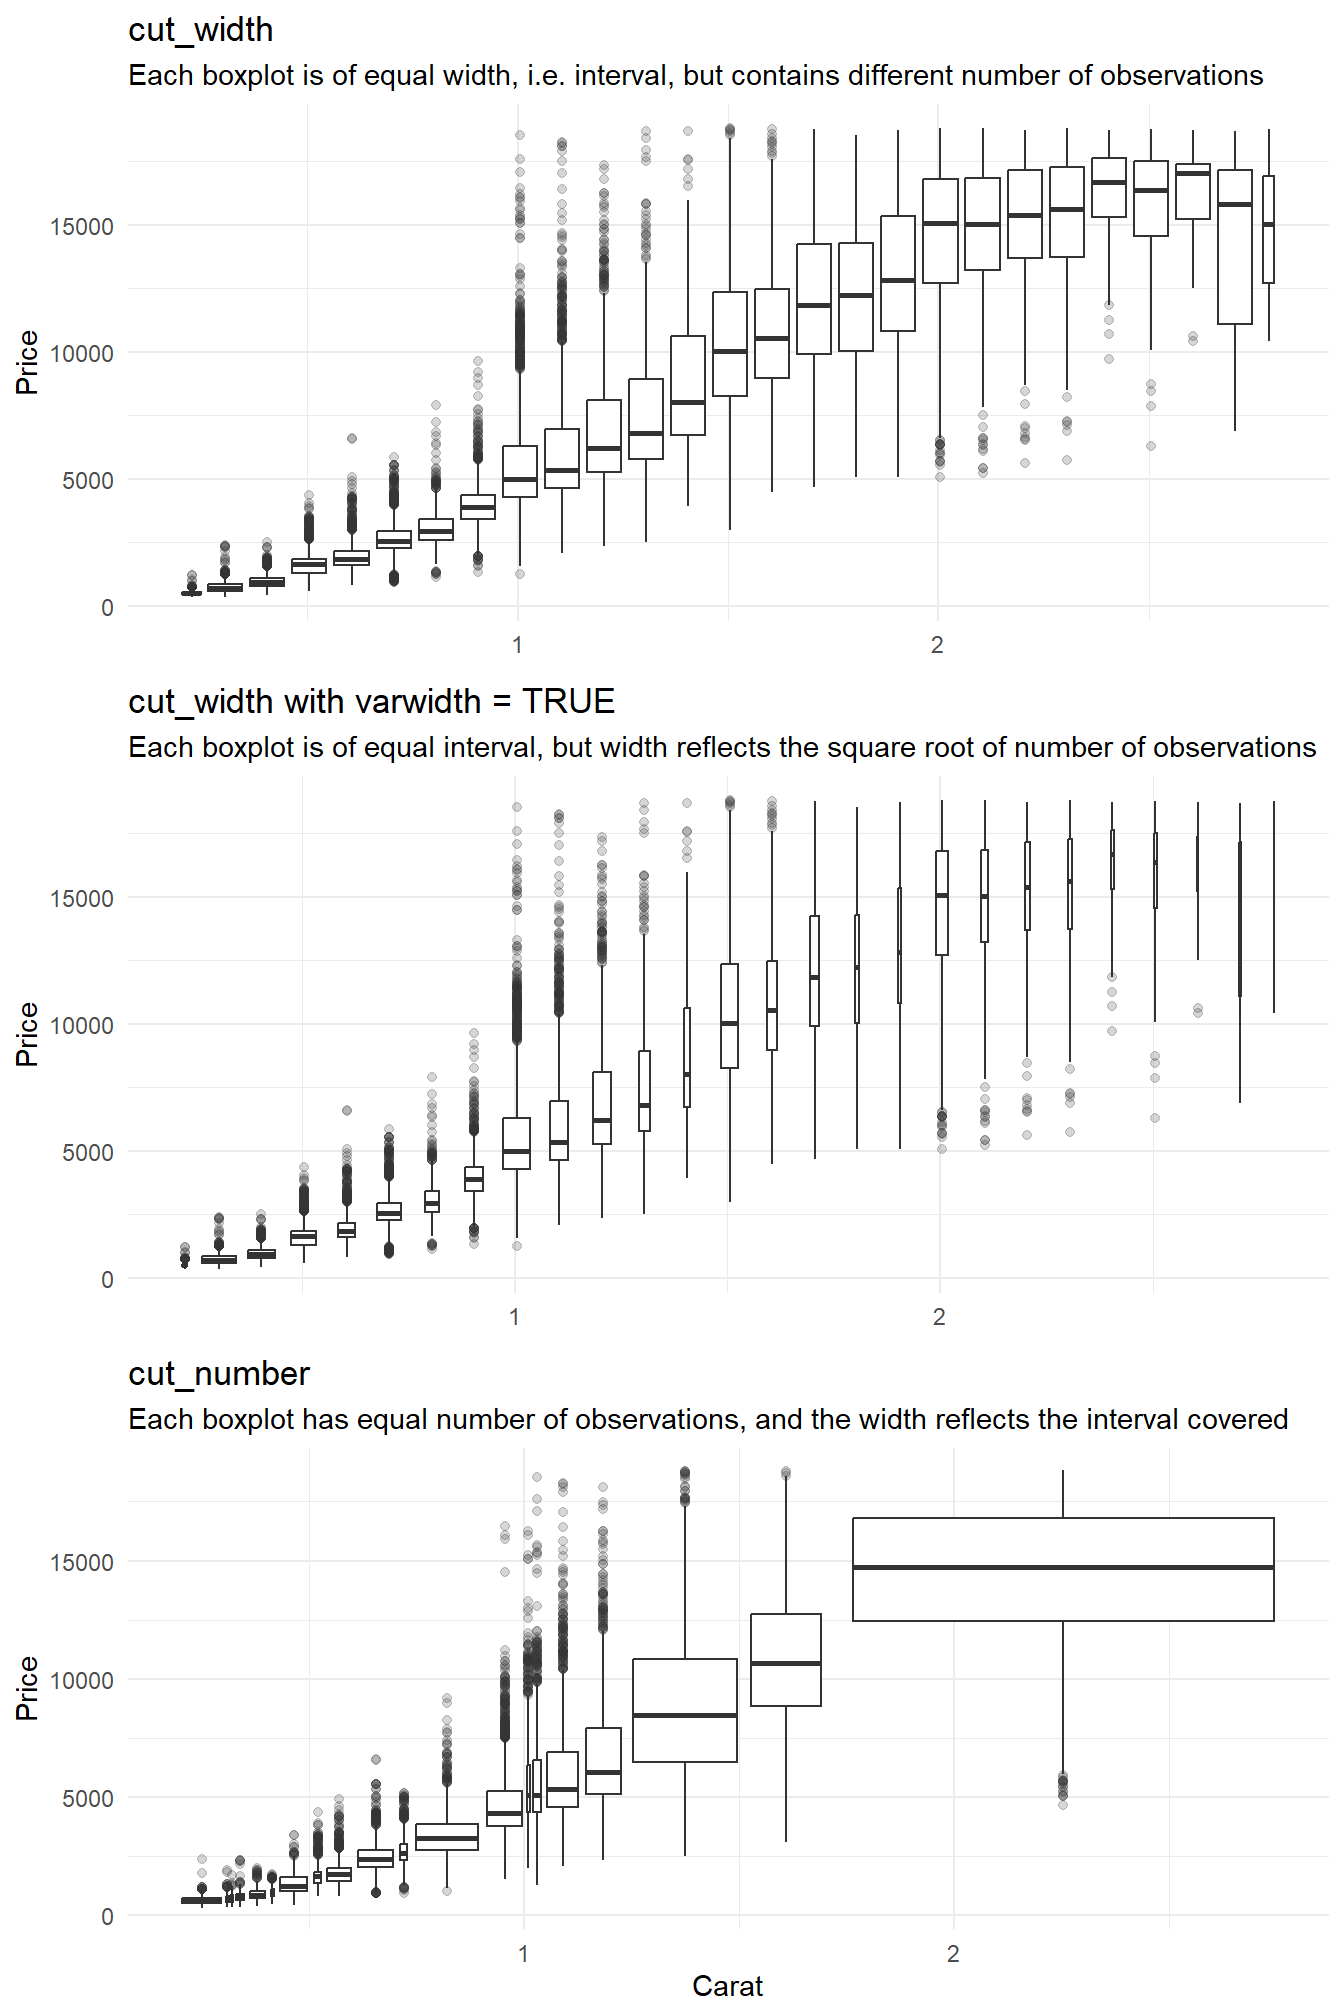 cut_width
Each boxplot is of equal width, i.e. interval, but contains different number of observations
15000
10000
5000
0
Price
1
2
cut_width with varwidth = TRUE
Each boxplot is of equal interval, but width reflects the square root of number of observations
15000
10000
5000
0
Price
1
2
cut_number
Each boxplot has equal number of observations, and the width reflects the interval covered
15000
10000
5000
0
Price
1
2
Carat